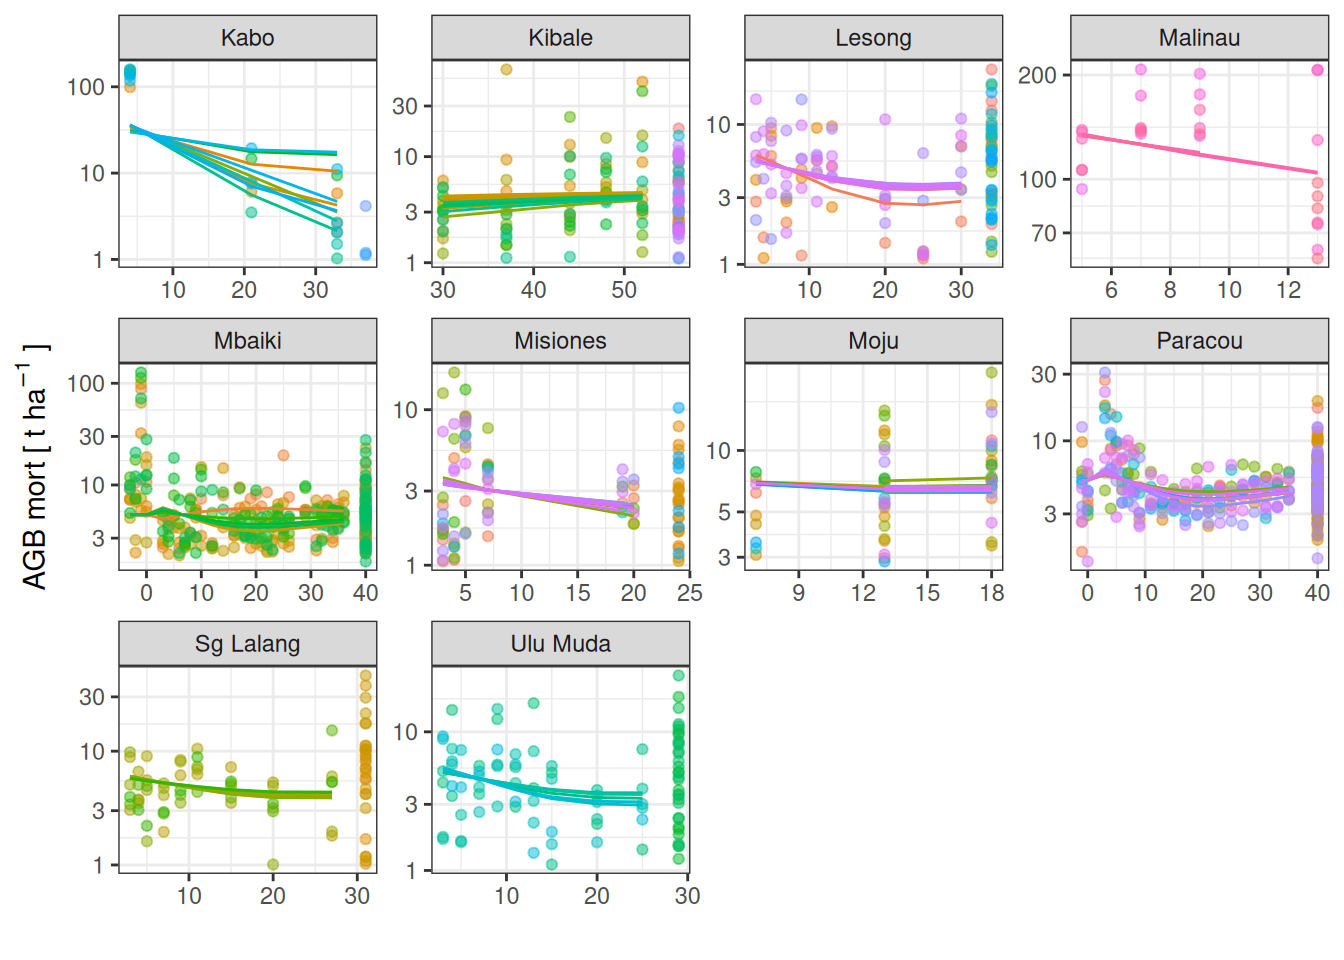 Kabo
Kibale
Lesong
Malinau
100
10
1
10 20 30
30
10
3
1
30 40 50
10
3
1
10 20 30
200
100
70
6 8 10 12
AGB mort [ t ha−1 ]
Mbaiki
Misiones
Moju
Paracou
100
30
10
3
0 10 20 30 40
10
3
1
5 10 15 20 25
10
5
3
9 12 15 18
30
10
3
0 10 20 30 40
Sg Lalang
Ulu Muda
30
10
3
1
10 20 30
10
3
1
10 20 30